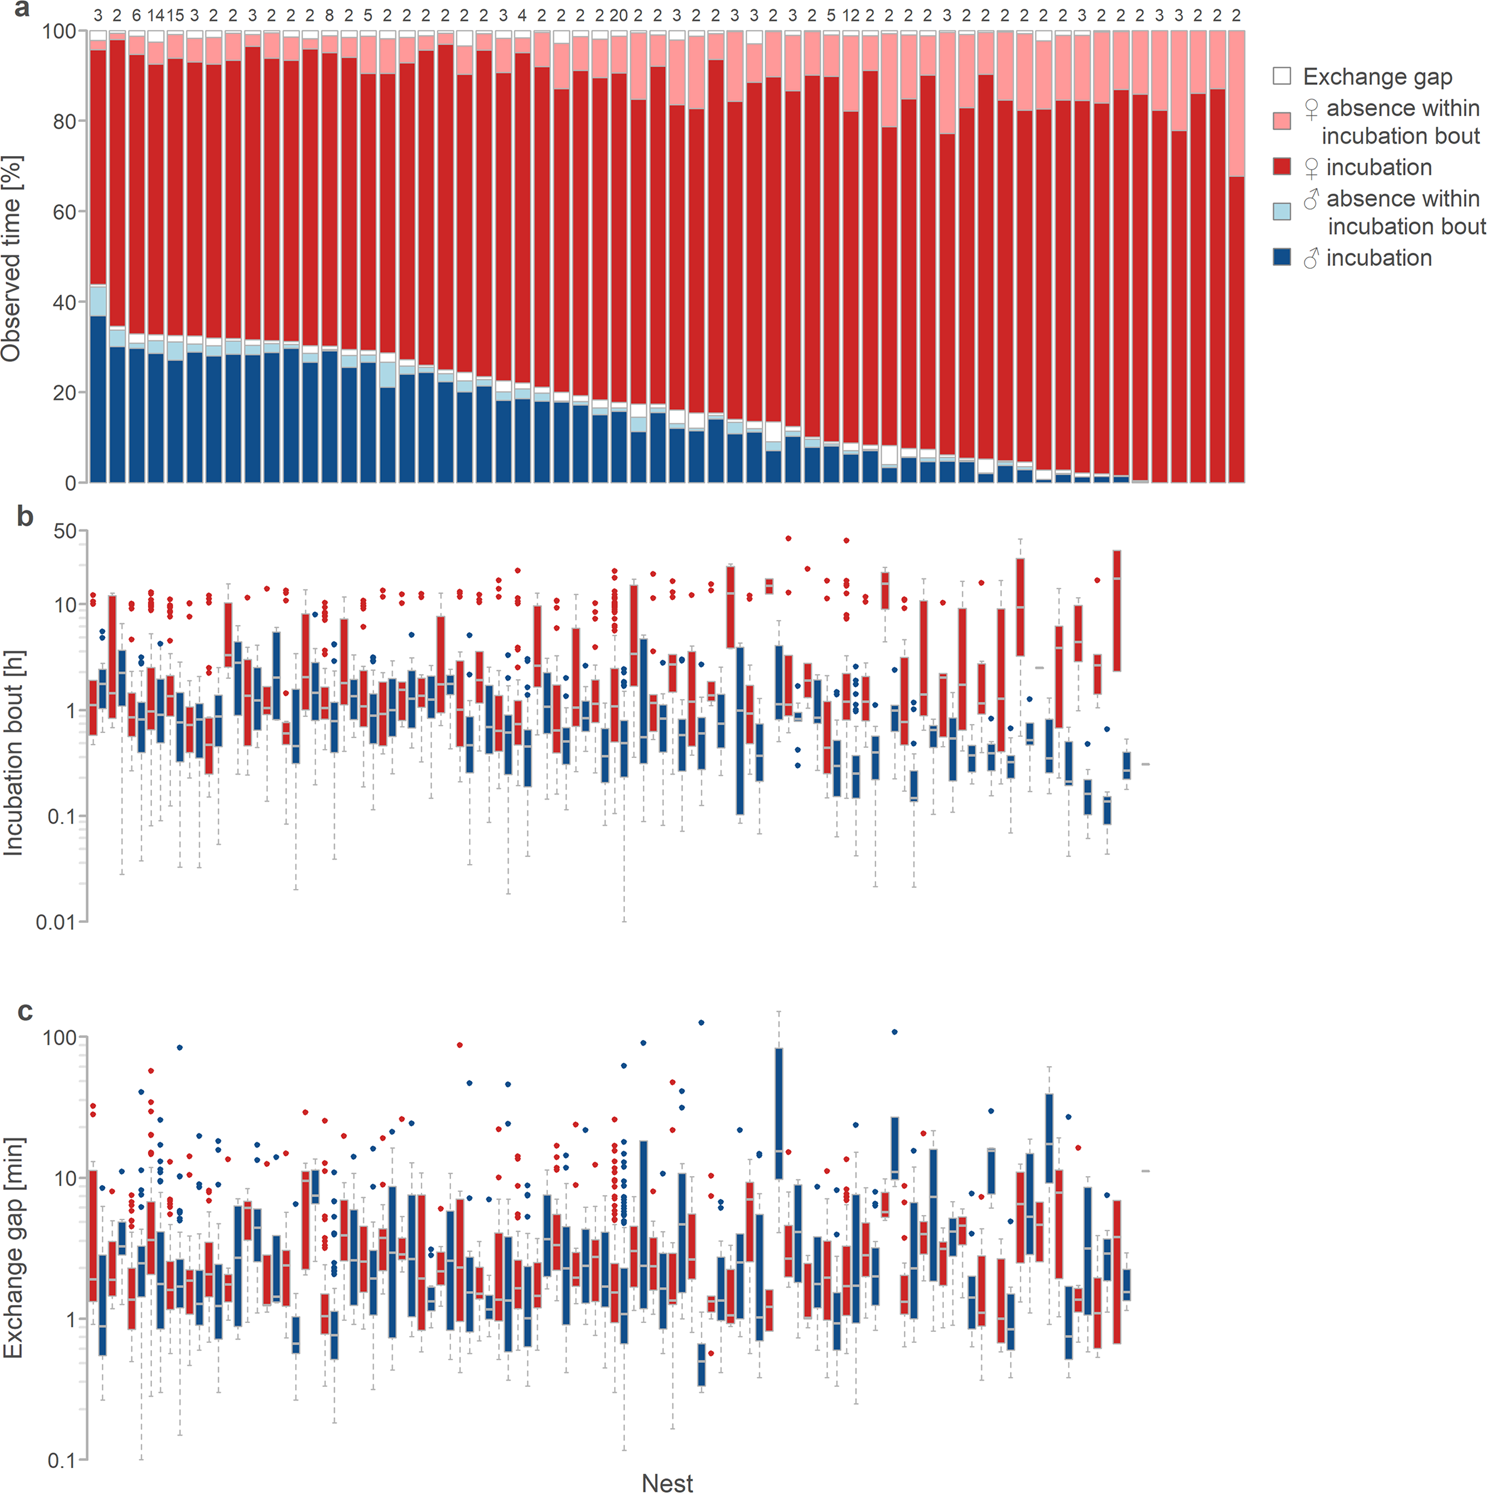 a
3 2 6 14 15 3 2 2 3 2 2 2 8 2 5 2 2 2 2 2 2 3 4 2 2 2 2 20 2 2 3 2 2 3 3 2 3 2 5 12 2 2 2 2 3 2 2 2 2 2 2 3 2 2 2 3 3 2 2 2
100
80
60
40
20
0
Observed time [%]
Exchange gap
♀ absence within
incubation bout
♀ incubation
♂ absence within
incubation bout
♂ incubation
b
50
10
1
0.1
0.01
Incubation bout [h]
c
100
10
1
0.1
Exchange gap [min]
Nest